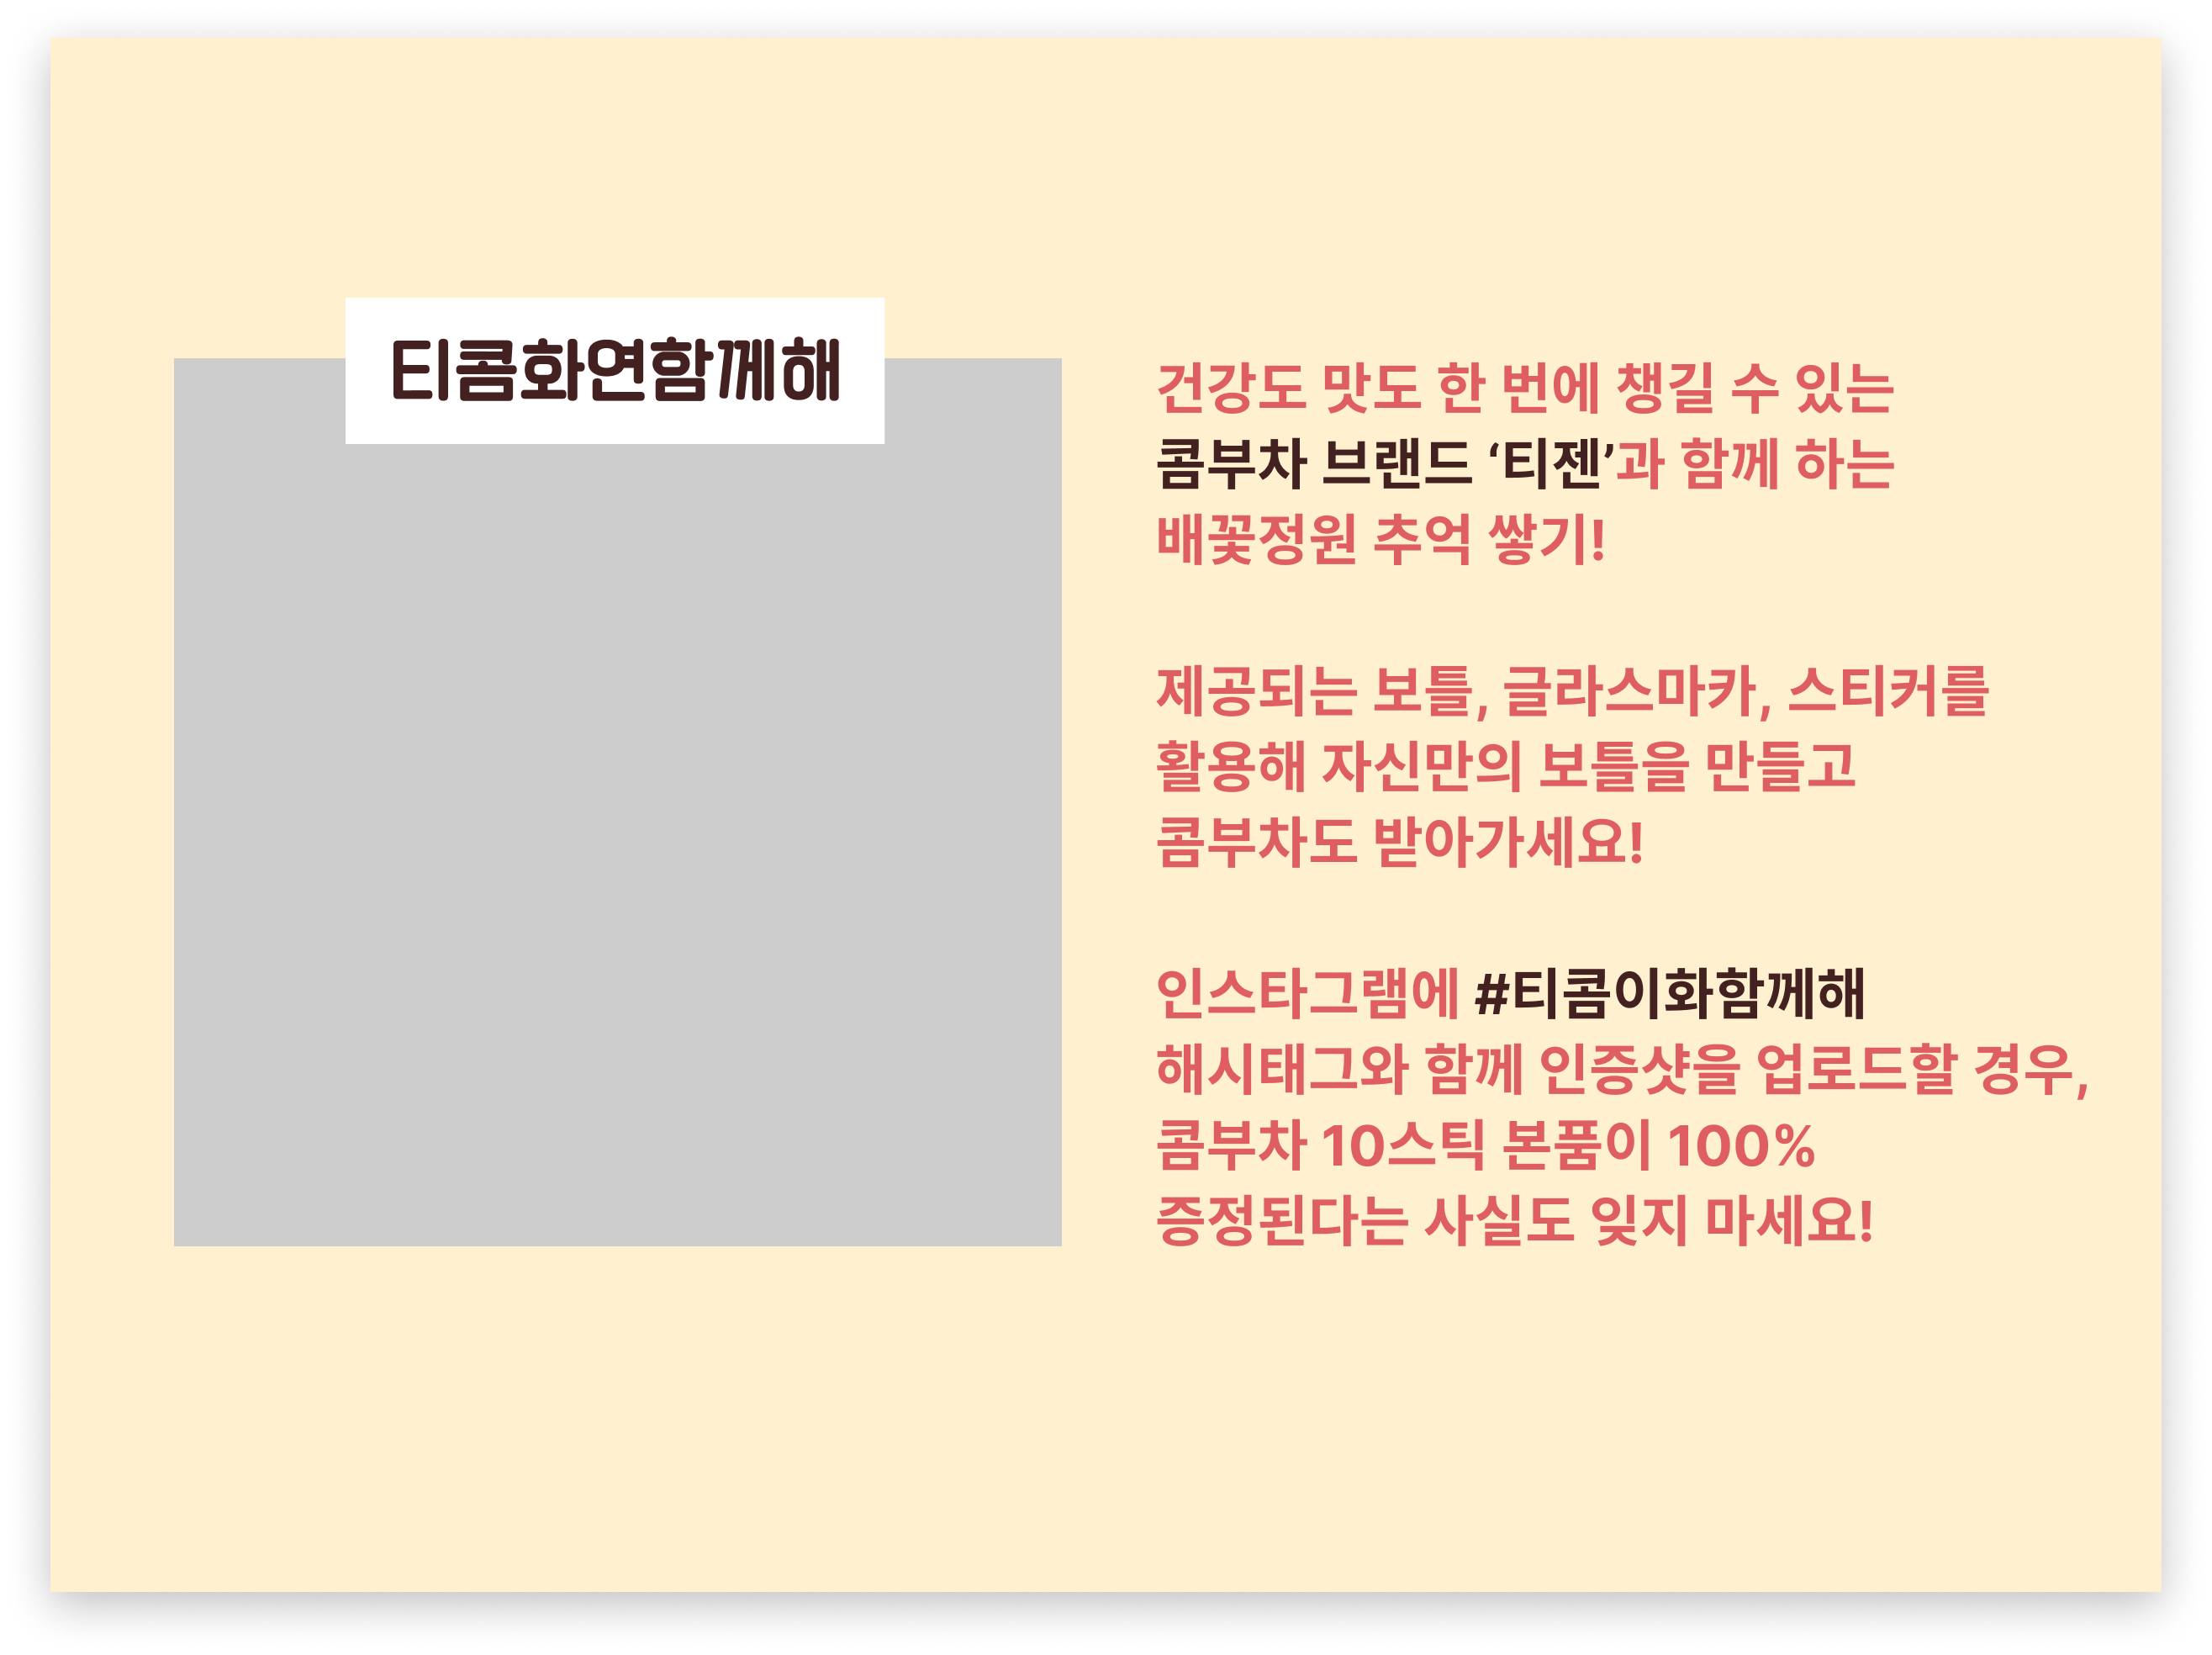 티콤화연함께해
건강도 맛도 한 번에 챙길 수 있는
콤부차 브랜드 ‘티젠’과 함께 하는
배꽃정원 추억 쌓기!
제공되는 보틀, 글라스마카, 스티커를
활용해 자신만의 보틀을 만들고
콤부차도 받아가세요!
인스타그램에 #티콤이화함께해
해시태그와 함께 인증샷을 업로드할 경우,
콤부차 10스틱 본품이 100%
증정된다는 사실도 잊지 마세요!